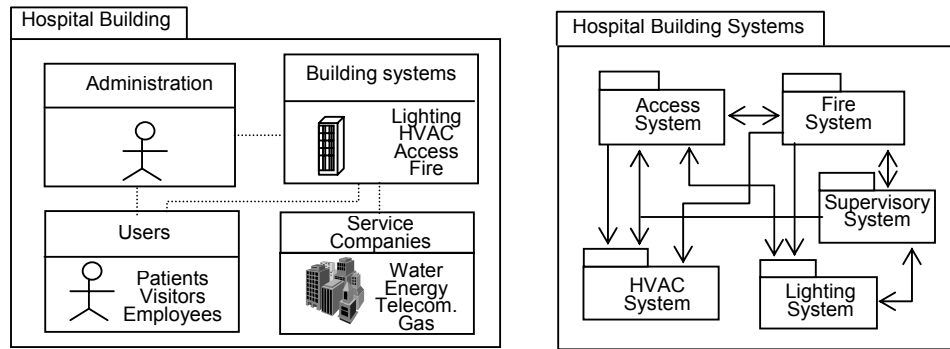 Hospital Building
Administration
Building systems
Lighting
HVAC
Access
Fire
Users
Patients
Visitors
Employees
Service
Companies
Water
Energy
Telecom.
Gas
Hospital Building Systems
Access
System
Fire
System
Supervisory
System
HVAC
System
Lighting
System